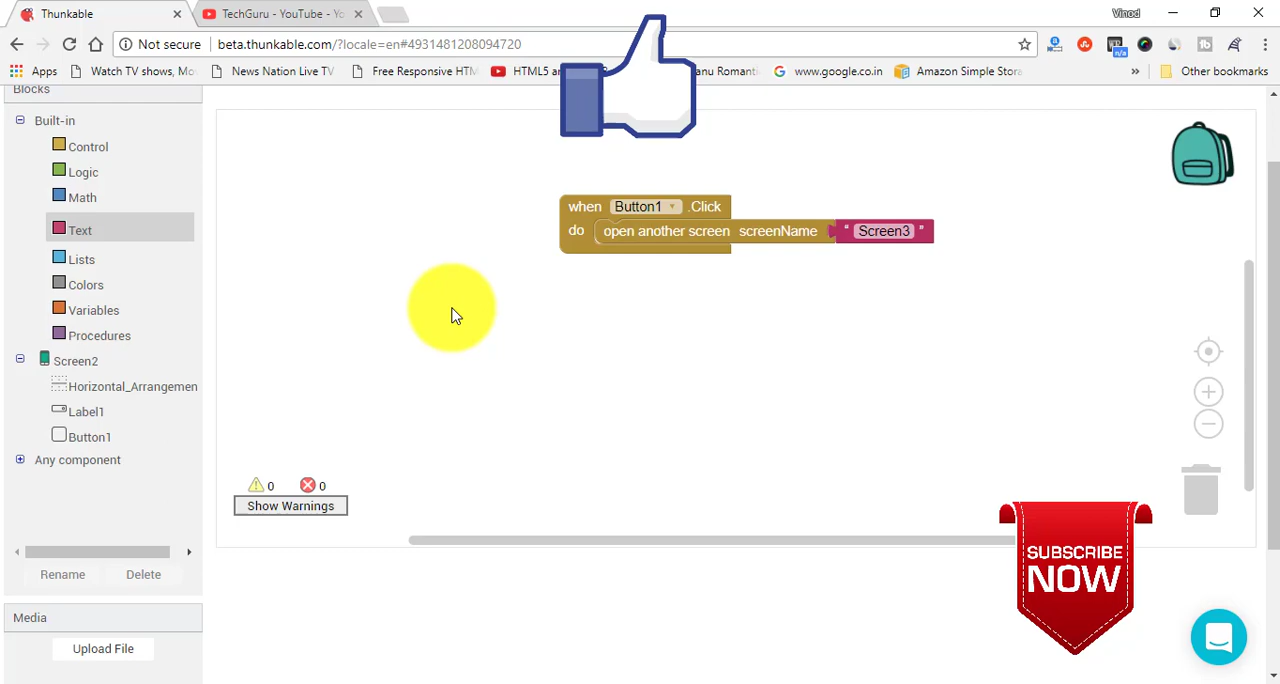 Thunkable
TechGuru - YouTube - Yo
Vinod
Not secure
beta.thunkable.com/?locale=en#4931481208094720
Apps
Watch TV shows, Mo
News Nation Live TV
Free Responsive HTM
HTML5 a
anu Romanti
www.google.co.in
Amazon Simple Stora
»
Other bookmarks
Blocks
Built-in
Control
Logic
Math
Text
Lists
Colors
Variables
Procedures
Screen2
Horizontal_Arrangemen
Label1
Button1
Any component
Rename
Delete
Media
Upload File
when Button1 .Click
do open another screen screenName " Screen3 "
0 0
Show Warnings
SUBSCRIBE
NOW